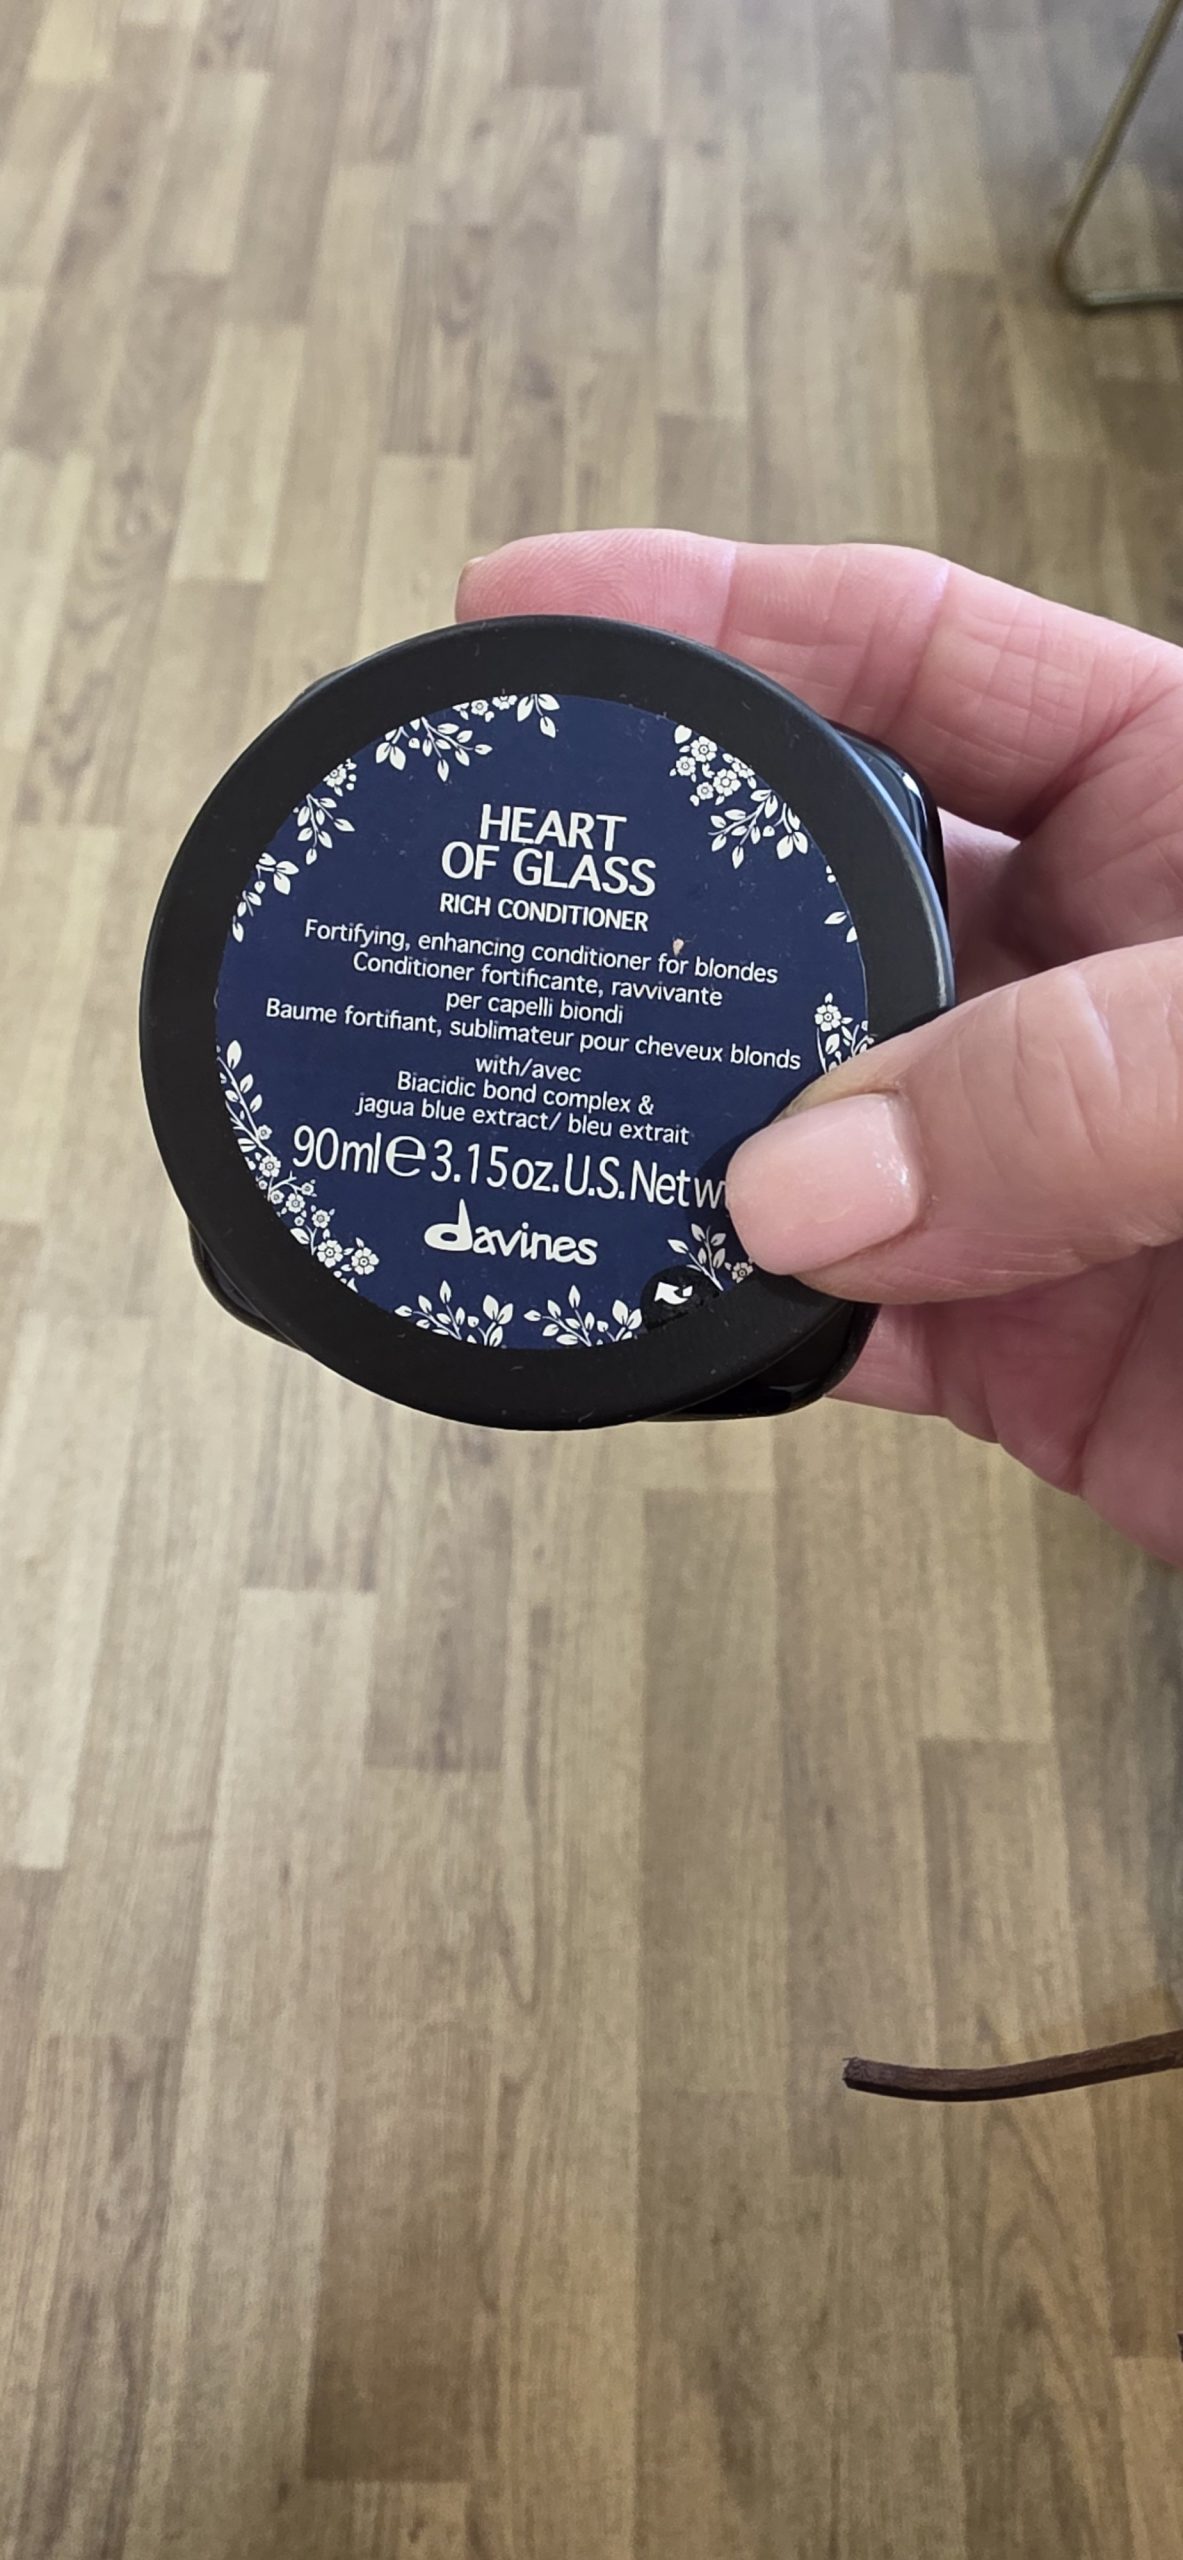 HEART
OF GLASS
RICH CONDITIONER
Fortifying, enhancing conditioner for blondes
Conditioner fortificante, ravvivante
per capelli biondi
Baume fortifiant, sublimateur pour cheveux blonds
with/avec
Biacidic bond complex &
jagua blue extract/ bleu extrait
90ml e 3.15oz.U.S.Net
davines